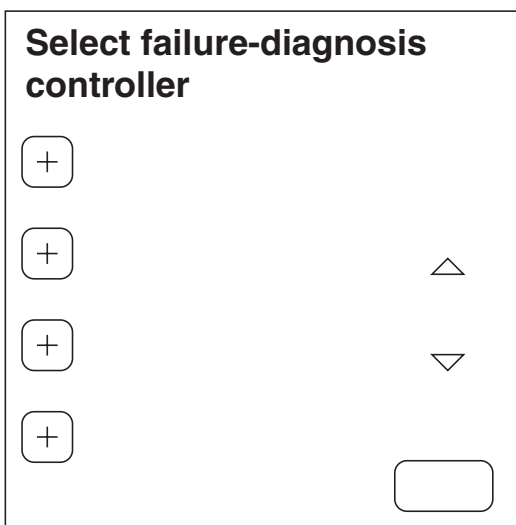 Select failure-diagnosis
controller
+
+
+
+